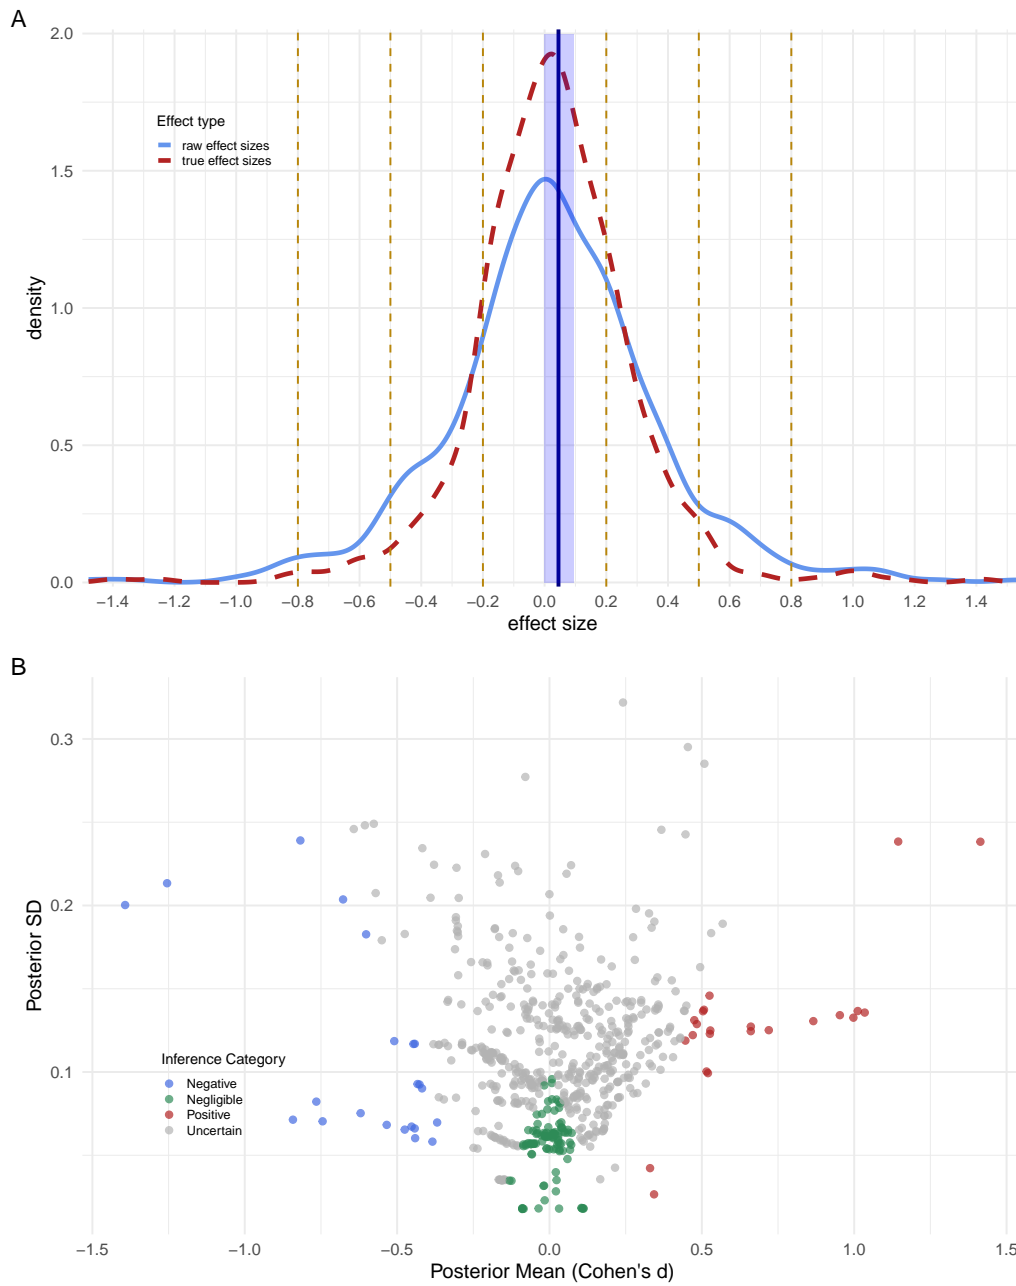 A
2.0
1.5
1.0
0.5
0.0
density
Effect type
raw effect sizes
true effect sizes
−1.4 −1.2 −1.0 −0.8 −0.6 −0.4 −0.2 0.0 0.2 0.4 0.6 0.8 1.0 1.2 1.4
effect size
B
0.3
0.2
0.1
Posterior SD
Inference Category
Negative
Negligible
Positive
Uncertain
−1.5 −1.0 −0.5 0.0 0.5 1.0 1.5
Posterior Mean (Cohen's d)